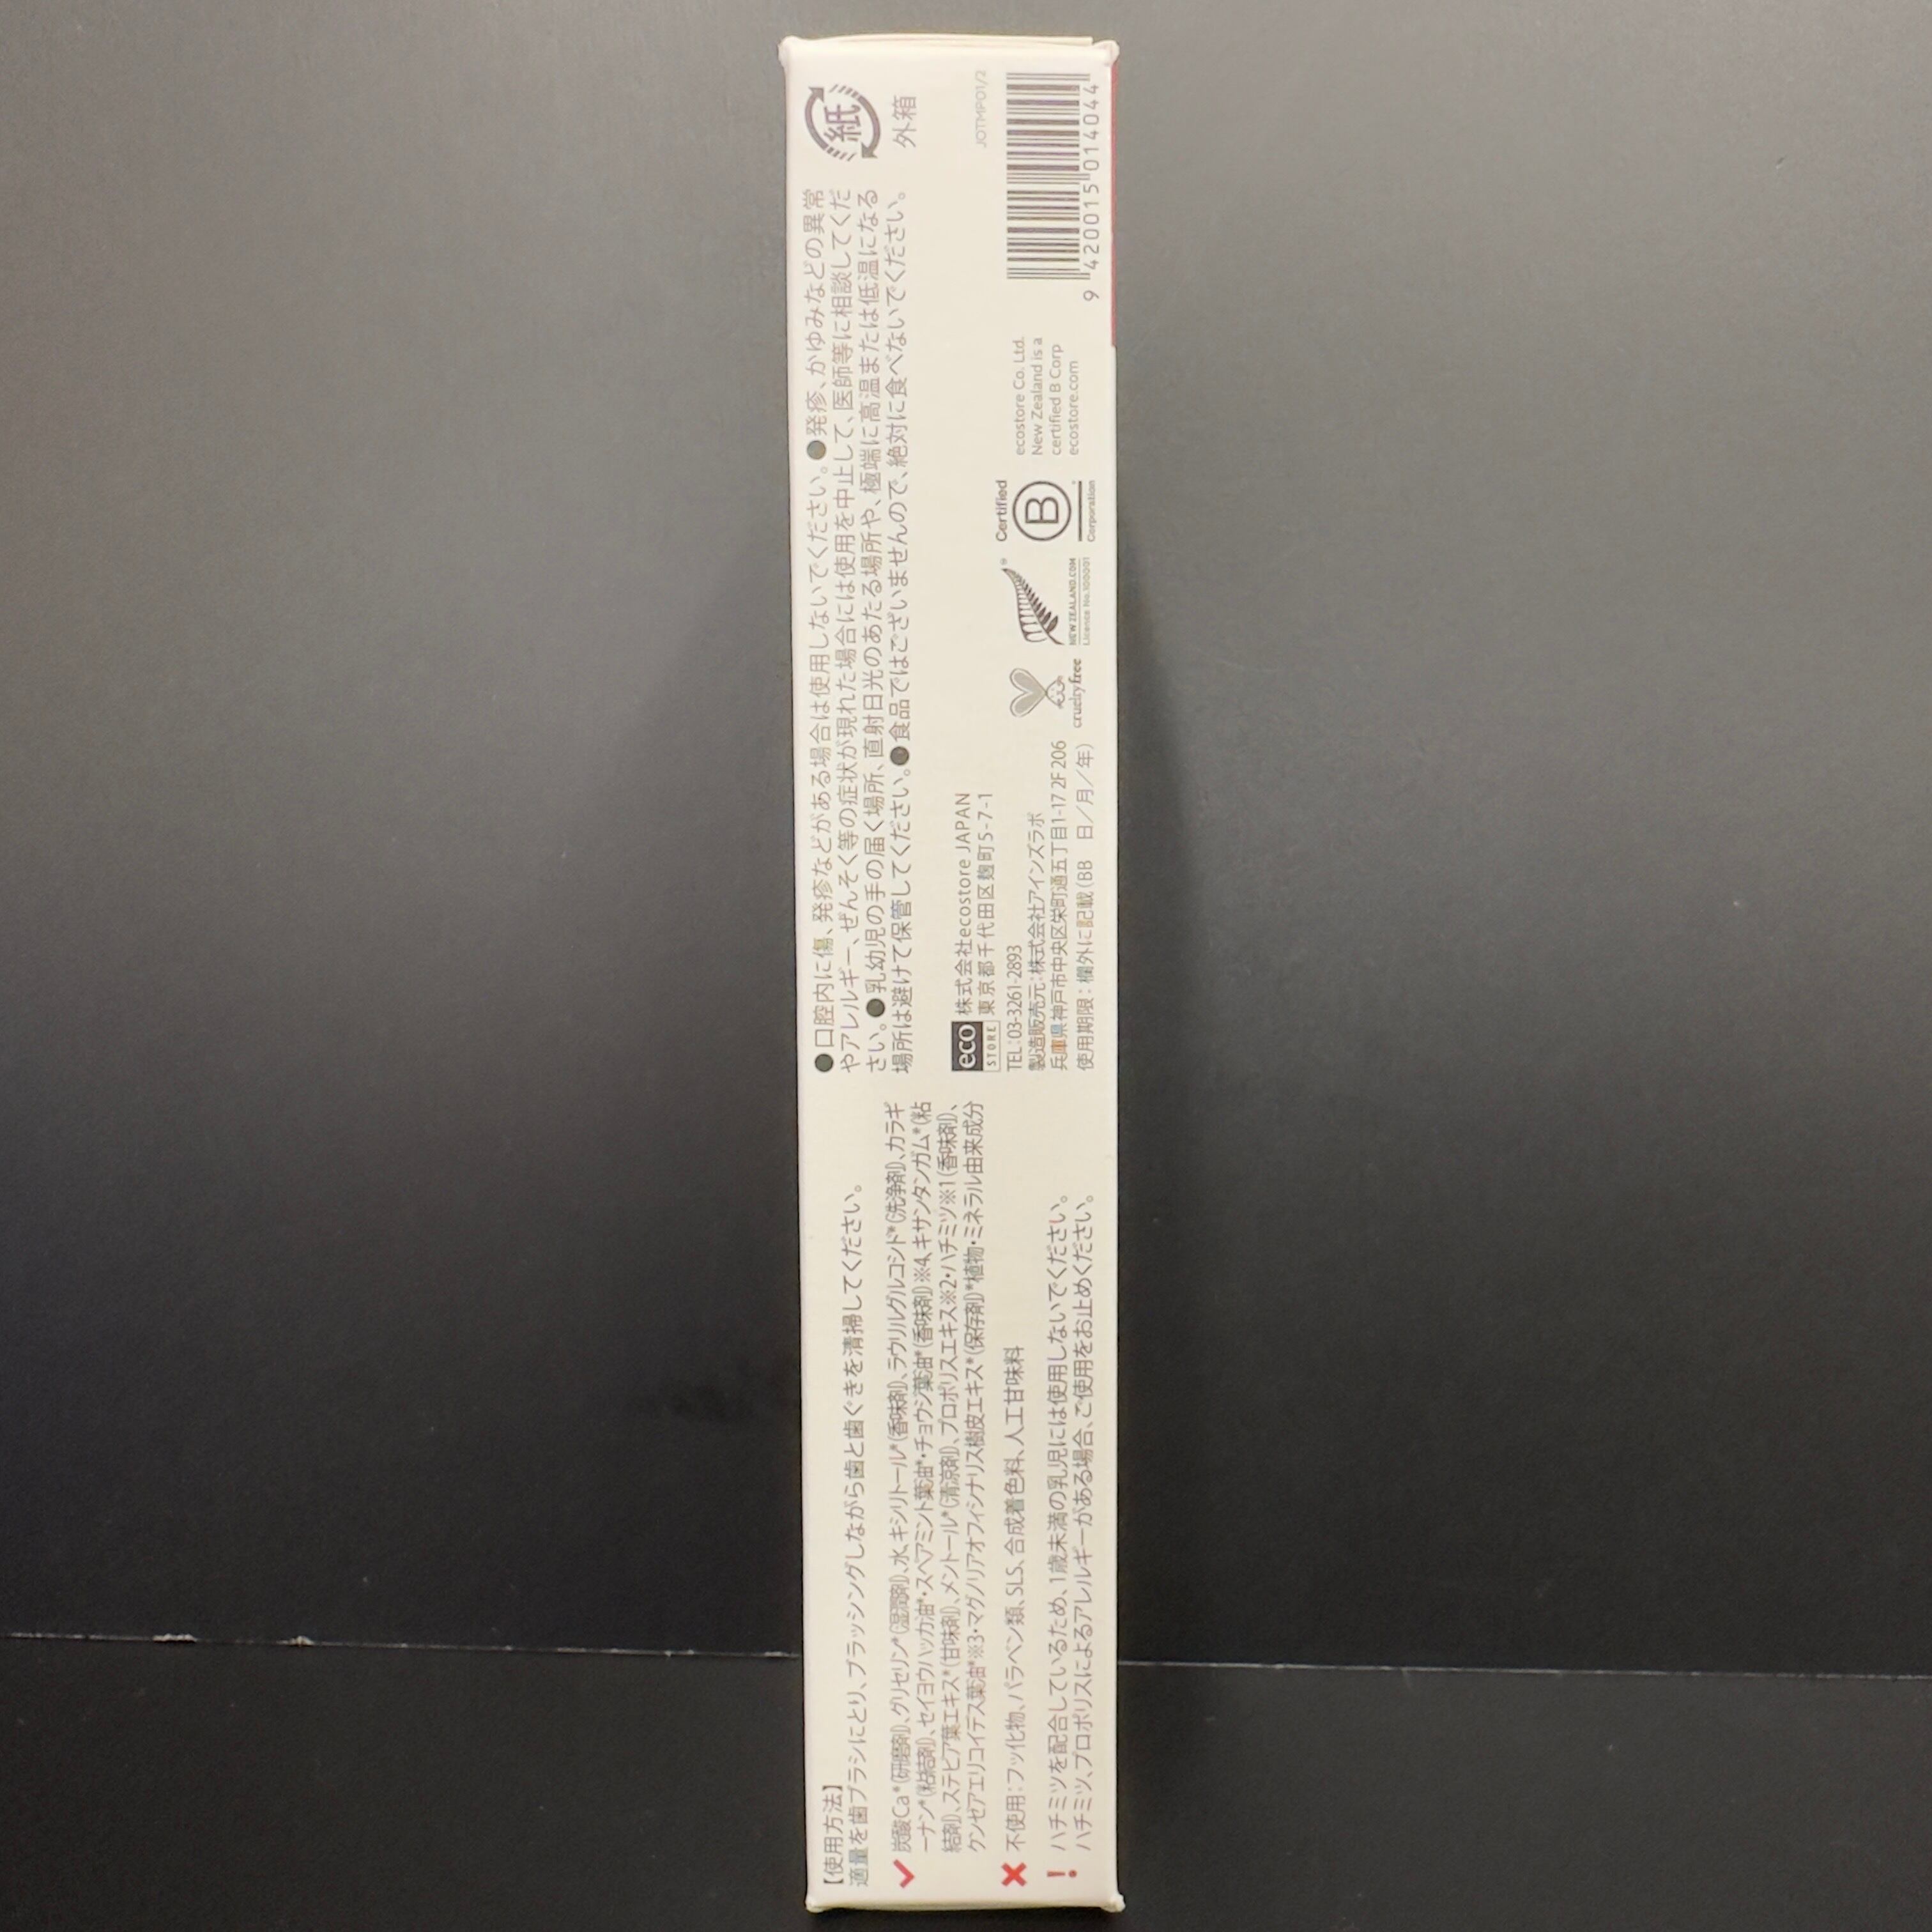 【使用方法】
適量を歯ブラシにとり、ブラッシングしながら歯と歯ぐきを清掃してください。
炭酸Ca*(研磨剤)、グリセリン*(湿潤剤)、水、キシリトール*(香味剤)、ラウリルグルコシド*(洗浄剤)、カラギ
ーナン*(粘結剤)、セイヨウハッカ油*・スペアミント葉油*・チョウジ葉油*(香味剤)※4、キサンタンガム*(粘
結剤)、ステビア葉エキス*(甘味剤)、メントール*(清涼剤)、プロポリスエキス※2・ハチミツ※1(香味剤)、
クンゼアエリコイデス葉油*※3・マグノリアオフィシナリス樹皮エキス*(保存剤)*植物・ミネラル由来成分
不使用:フッ化物、パラベン類、SLS、合成着色料、人工甘味料
ハチミツを配合しているため、1歳未満の乳児には使用しないでください。
ハチミツ、プロポリスによるアレルギーがある場合、ご使用をお止めください。
●口腔内に傷、発疹などがある場合は使用しないでください。●発疹、かゆみなどの異常
やアレルギー、ぜんそく等の症状が現れた場合には使用を中止して、医師等に相談してくだ
さい。●乳幼児の手の届く場所、直射日光のあたる場所や、極端に高温または低温になる
場所は避けて保管してください。●食品ではございませんので、絶対に食べないでください。
eco
STORE
株式会社ecostore JAPAN
東京都千代田区麹町5-7-1
TEL:03-3261-2893
製造販売元:株式会社アインズラボ
兵庫県神戸市中央区栄町通五丁目1-17 2F 206
使用期限:欄外に記載(BB 日/月/年)
crueltyfree
NEW ZEALAND.COM
Licence No.100001
Certified
B
Corporation
ecostore Co. Ltd.
New Zealand is a
certified B Corp
ecostore.com
紙
外箱
JOTMP01/2
9 420015 014044